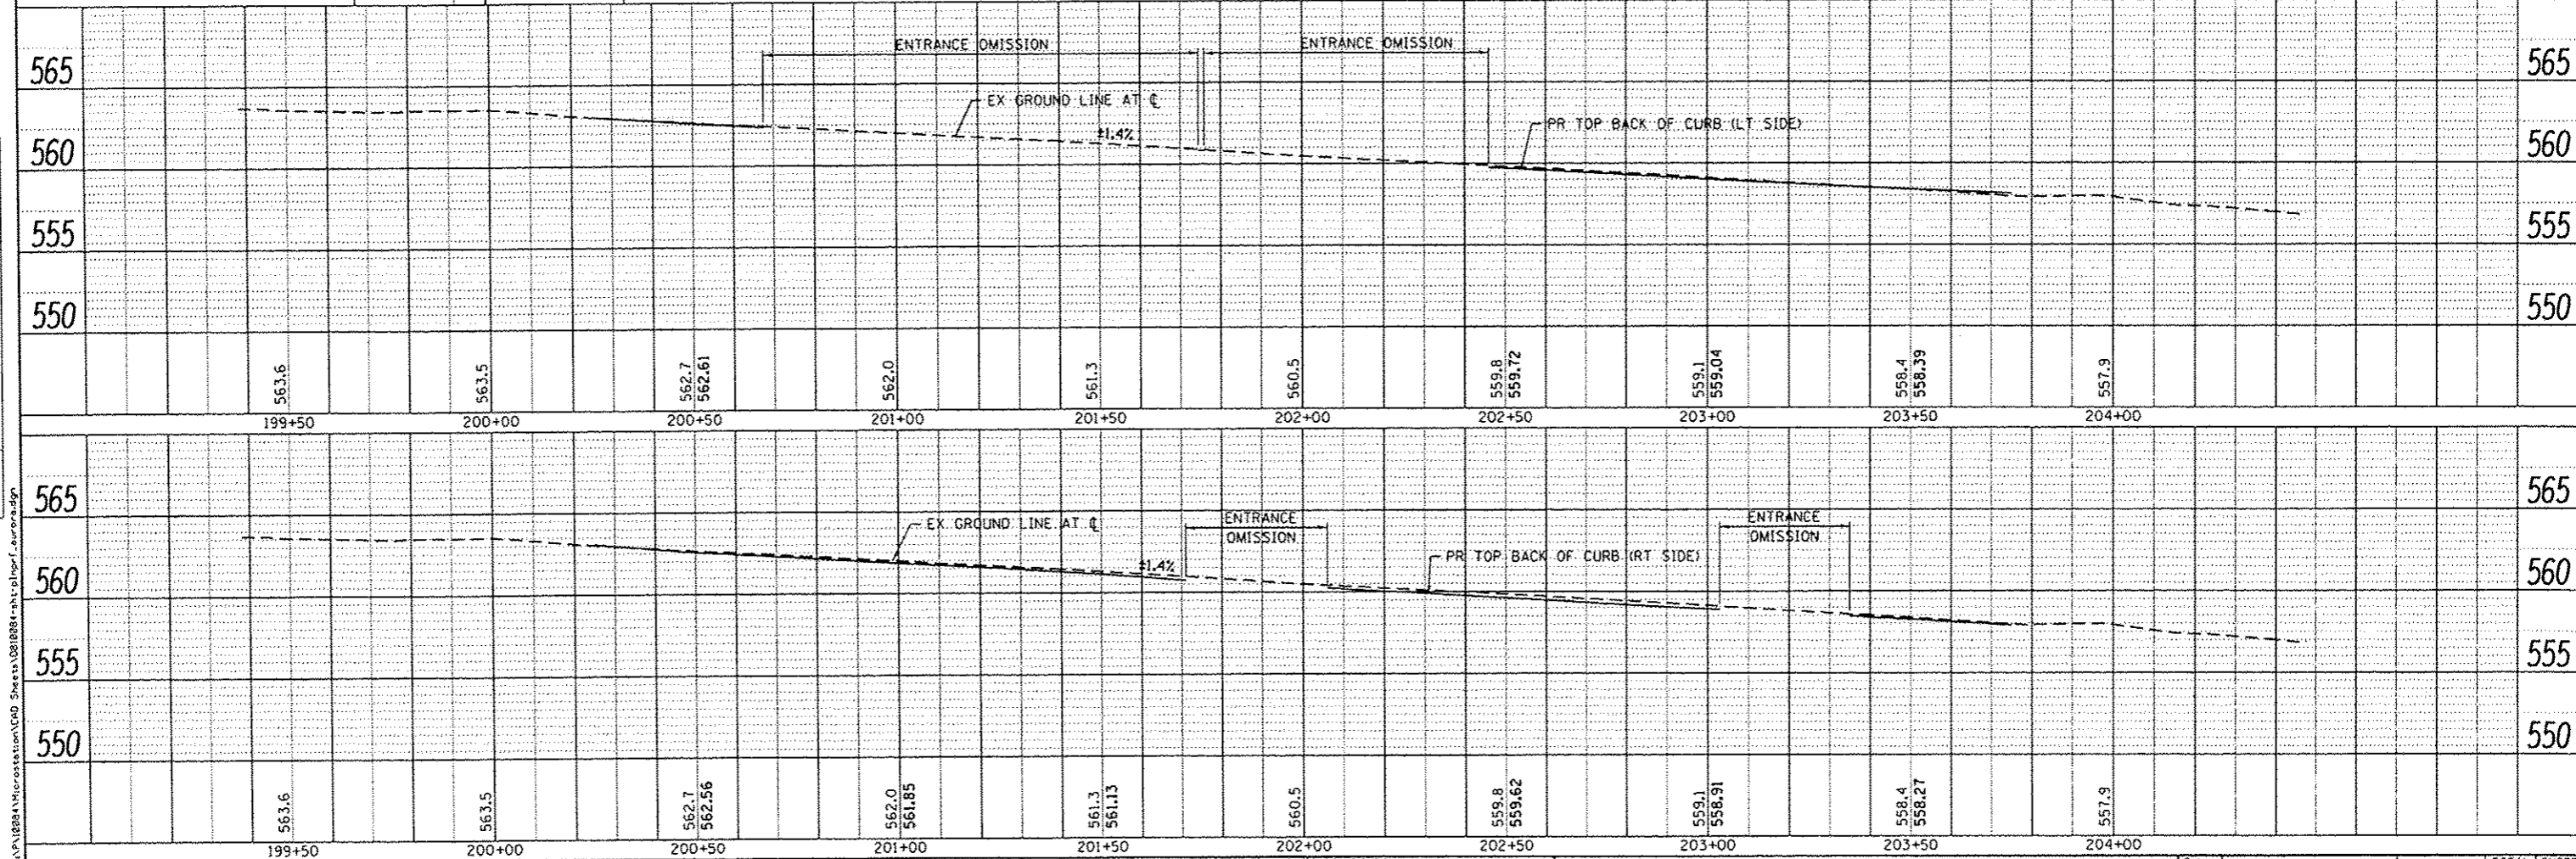 ENTRANCE OMISSION ENTRANCE OMISSION
565 565
EX GROUND LINE AT ℄
±1.4%
PR TOP BACK OF CURB (LT SIDE)
560 560
555 555
550 550
563.6 563.5 562.7 562.61 562.0 561.3 560.5 559.8 559.72 559.1 559.04 558.4 558.39 557.9
199+50 200+00 200+50 201+00 201+50 202+00 202+50 203+00 203+50 204+00
565 565
EX GROUND LINE AT ℄
ENTRANCE
OMISSION
ENTRANCE
OMISSION
±1.4%
PR TOP BACK OF CURB (RT SIDE)
560 560
555 555
550 550
563.6 563.5 562.7 562.56 562.0 561.85 561.3 561.13 560.5 559.8 559.62 559.1 558.91 558.4 558.27 557.9
199+50 200+00 200+50 201+00 201+50 202+00 202+50 203+00 203+50 204+00